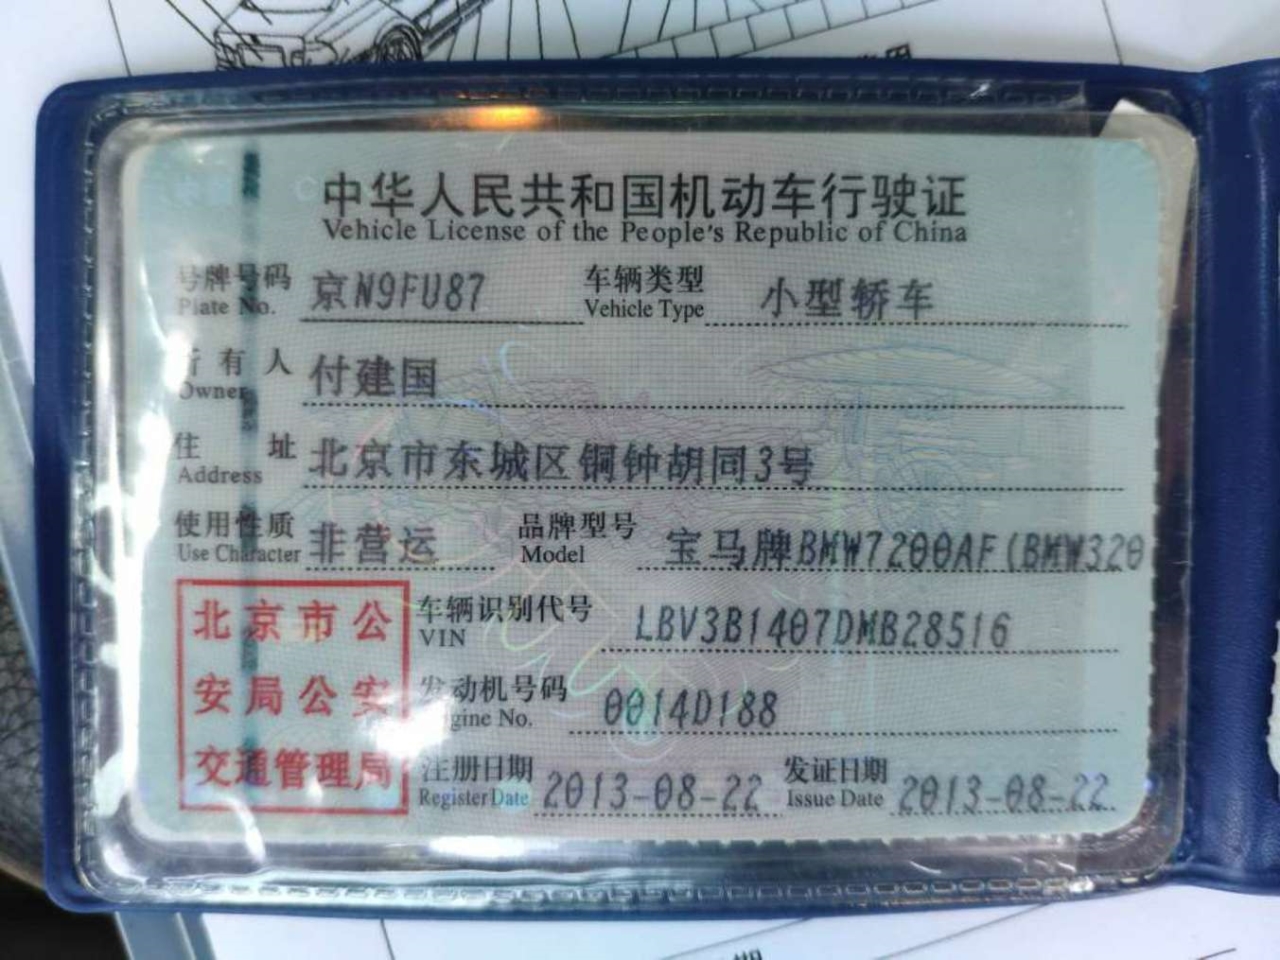 中华人民共和国机动车行驶证
Vehicle License of the People's Republic of China
号牌号码 京N9FU87 车辆类型 小型轿车
Plate No. Vehicle Type
所有人 付建国
Owner
住址 北京市东城区铜钟胡同3号
Address
使用性质 非营运 品牌型号 宝马牌BMW7200AF(BMW320
Use Character Model
北京市公
安局公安
交通管理局
车辆识别代号 LBV3B1407DMB28516
VIN
发动机号码 0014D188
Engine No.
注册日期 2013-08-22 发证日期 2013-08-22
Register Date Issue Date